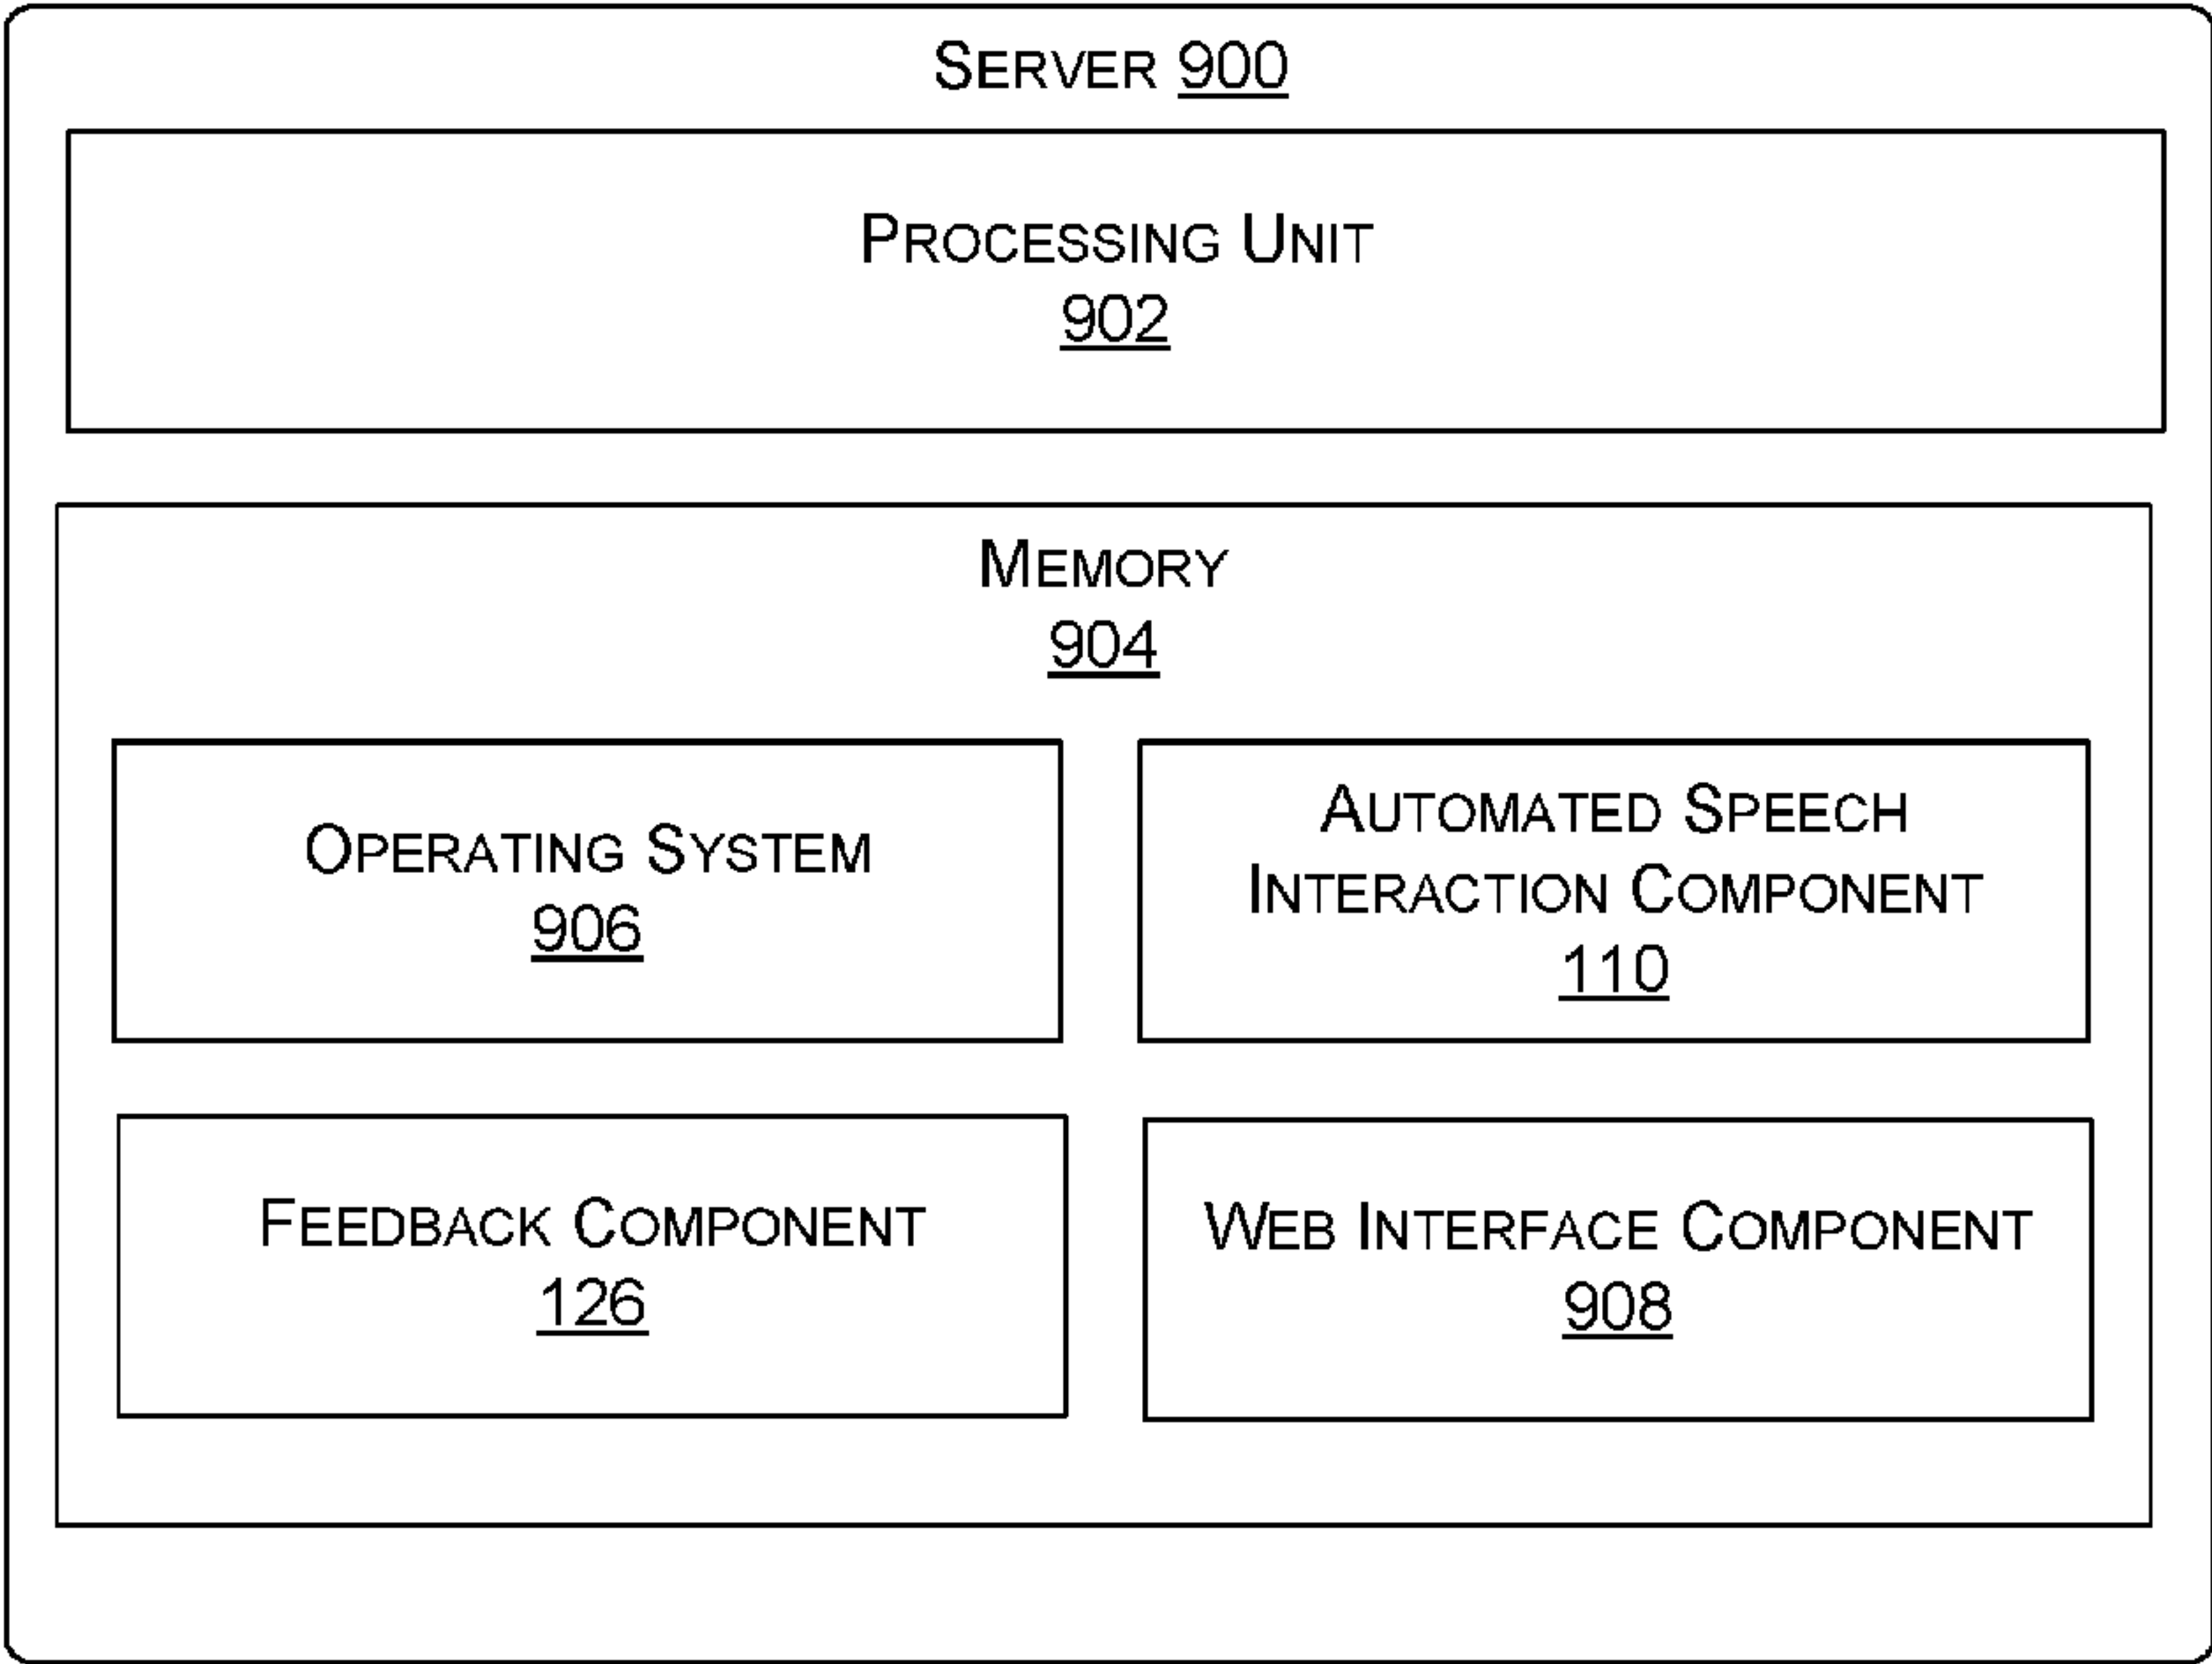 SERVER 900
PROCESSING UNIT
902
MEMORY
904
OPERATING SYSTEM
906
AUTOMATED SPEECH
INTERACTION COMPONENT
110
FEEDBACK COMPONENT
126
WEB INTERFACE COMPONENT
908